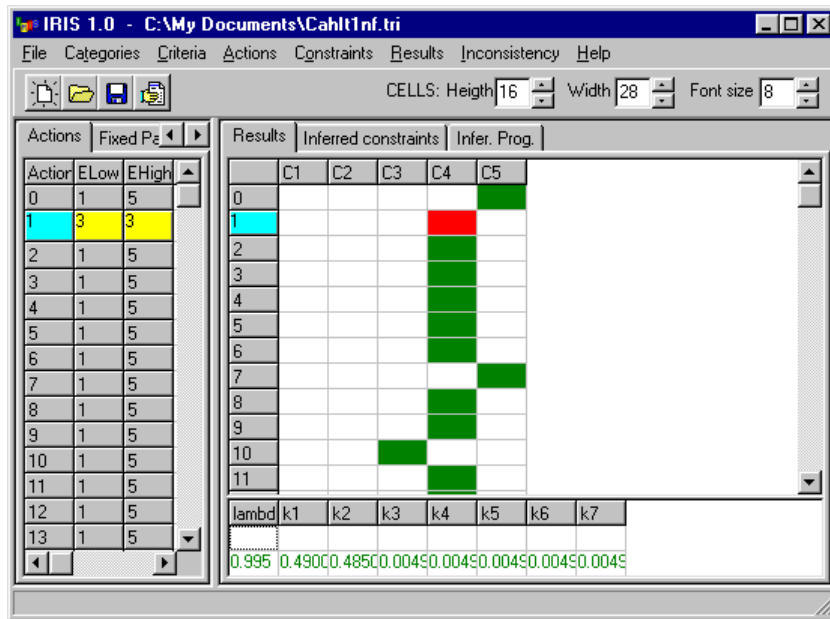 IRIS 1.0 - C:\My Documents\Cahlt1nf.tri
File Categories Criteria Actions Constraints Results Inconsistency Help
CELLS: Heigth 16 Width 28 Font size 8
Actions Fixed Pa
Action ELow EHigh
0 1 5
1 3 3
2 1 5
3 1 5
4 1 5
5 1 5
6 1 5
7 1 5
8 1 5
9 1 5
10 1 5
11 1 5
12 1 5
13 1 5
Results Inferred constraints Infer. Prog.
C1 C2 C3 C4 C5
0
1
2
3
4
5
6
7
8
9
10
11
lambd k1 k2 k3 k4 k5 k6 k7
0.995 0.4900 0.4850 0.0049 0.0049 0.0049 0.0049 0.0049